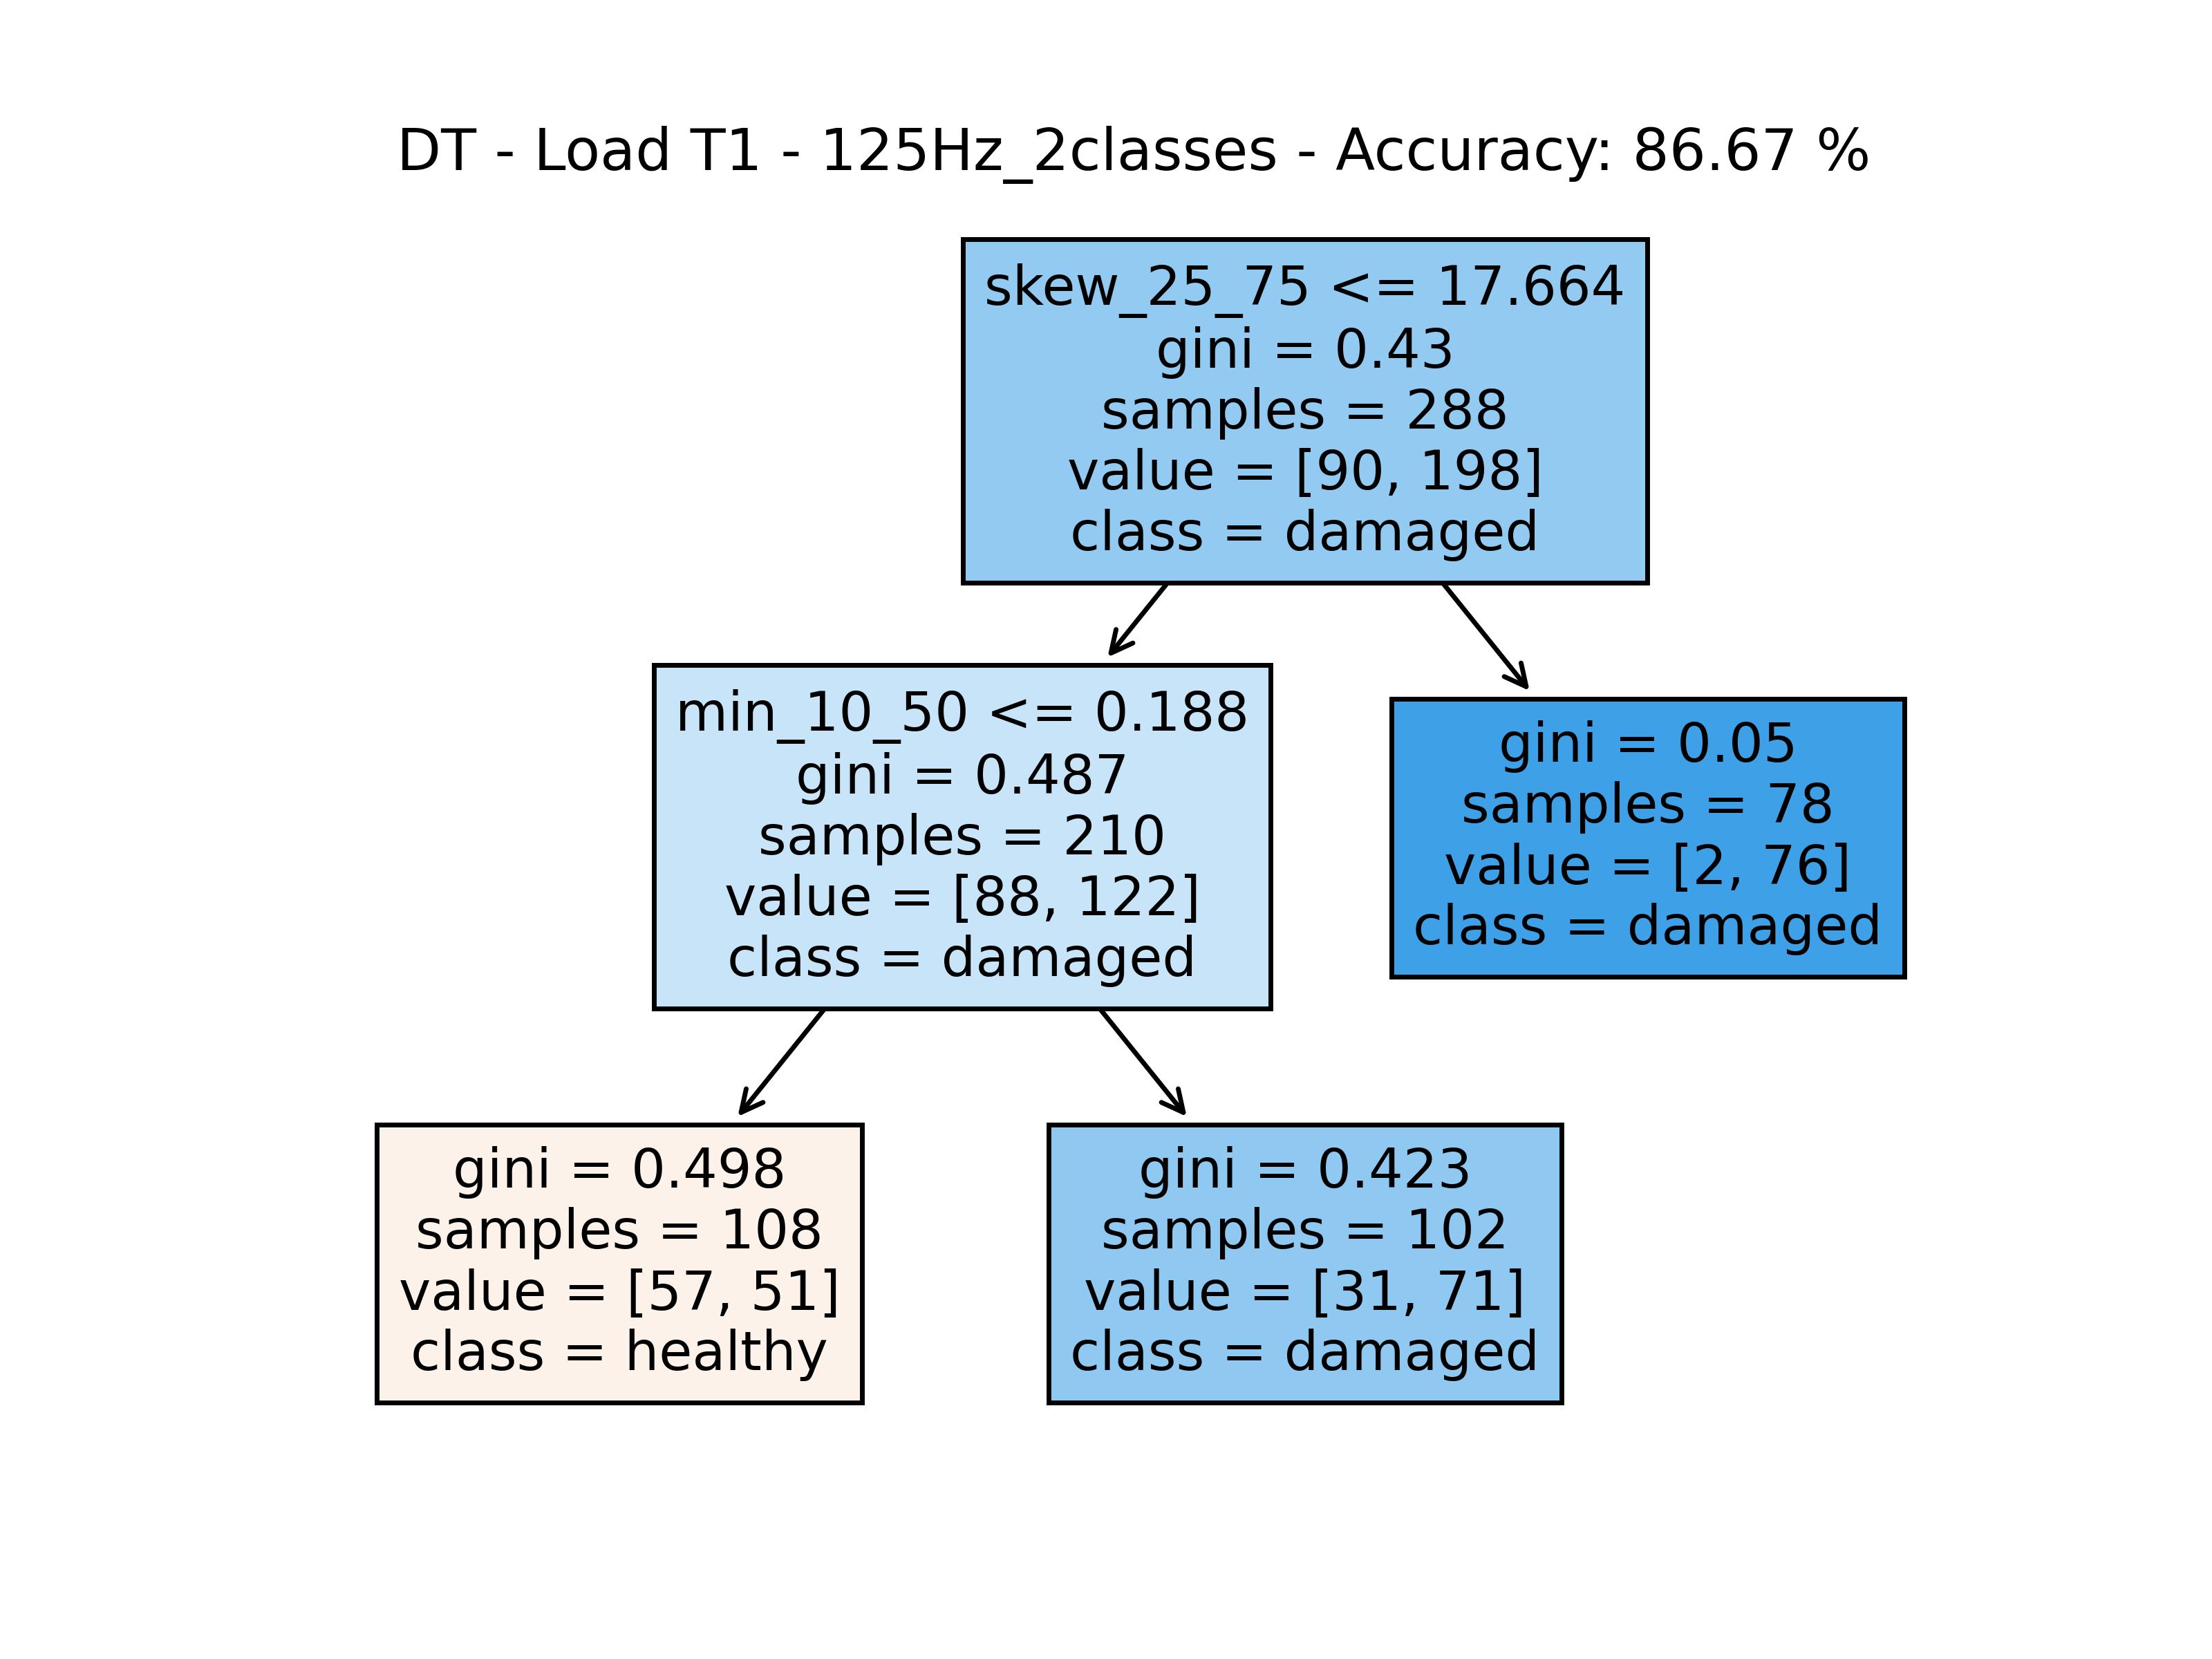 DT - Load T1 - 125Hz_2classes - Accuracy: 86.67 %
skew_25_75 <= 17.664
gini = 0.43
samples = 288
value = [90, 198]
class = damaged
min_10_50 <= 0.188
gini = 0.487
samples = 210
value = [88, 122]
class = damaged
gini = 0.05
samples = 78
value = [2, 76]
class = damaged
gini = 0.498
samples = 108
value = [57, 51]
class = healthy
gini = 0.423
samples = 102
value = [31, 71]
class = damaged